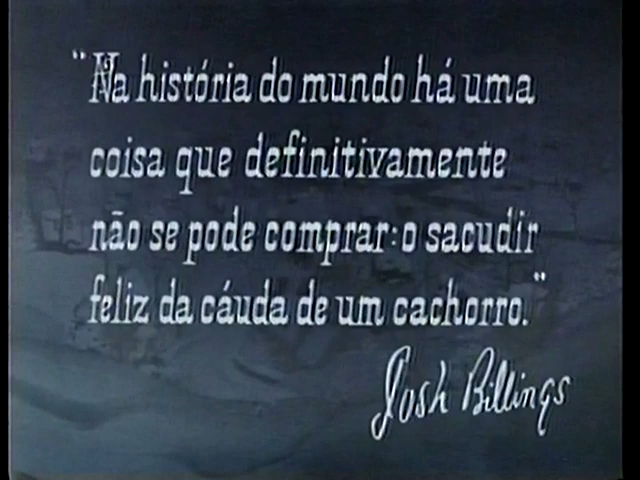 "Na história do mundo há uma
coisa que definitivamente
não se pode comprar: o sacudir
feliz da cáuda de um cachorro."
Josh Billings